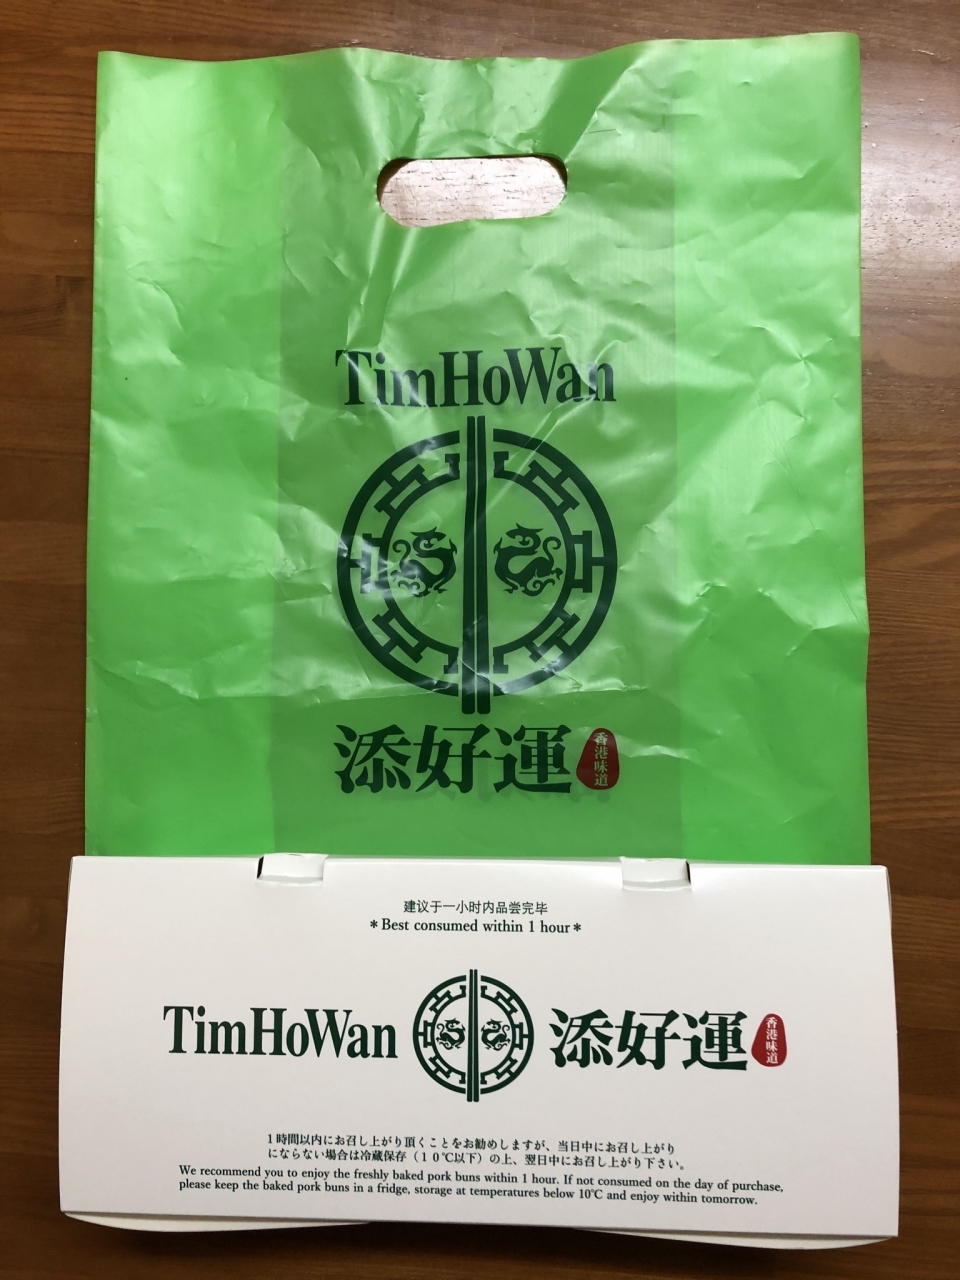 TimHoWan
添好運
香港味道
建议于一小时内品尝完毕
*Best consumed within 1 hour*
TimHoWan 添好運
香港味道
1時間以内にお召し上がり頂くことをお勧めしますが、当日中にお召し上がり
にならない場合は冷蔵保存（10℃以下）の上、翌日中にお召し上がり下さい。
We recommend you to enjoy the freshly baked pork buns within 1 hour. If not consumed on the day of purchase,
please keep the baked pork buns in a fridge, storage at temperatures below 10℃ and enjoy within tomorrow.